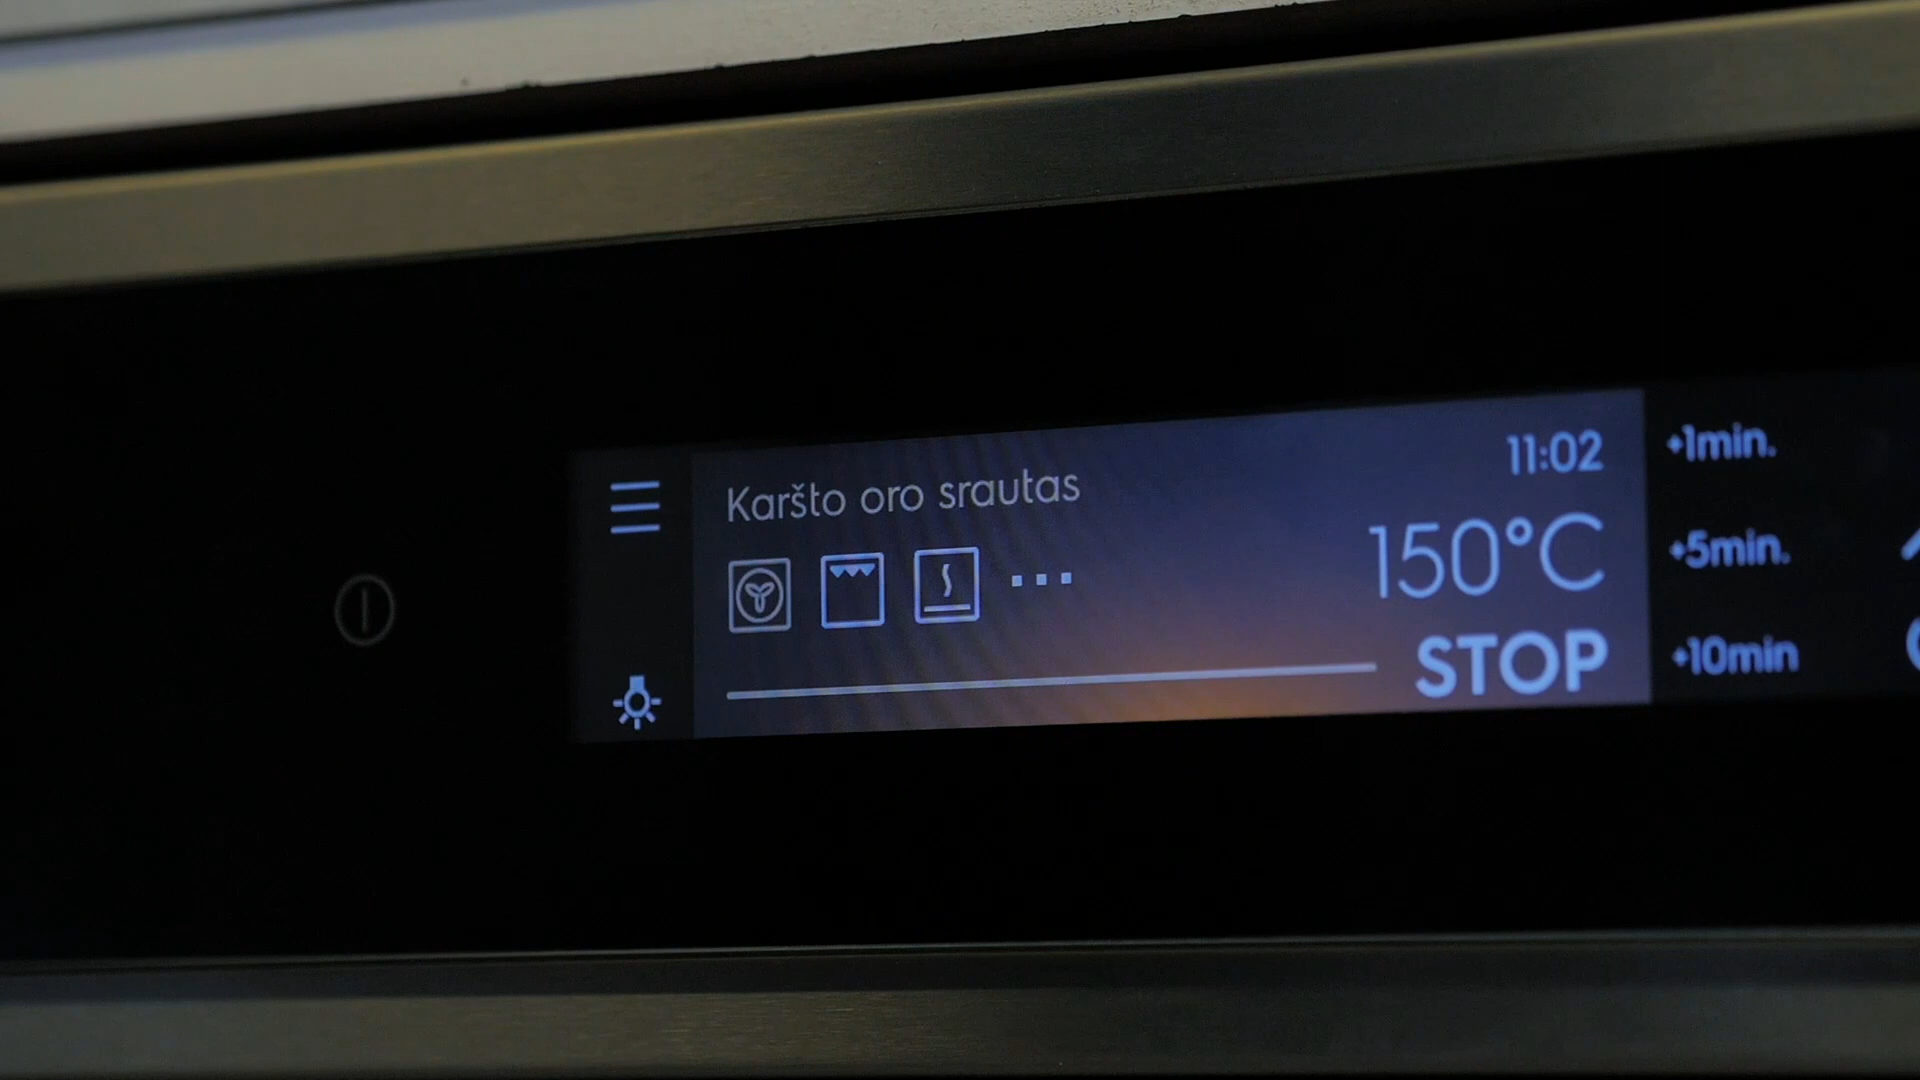 11:02
Karšto oro srautas
150°C
STOP
+1min.
+5min.
+10min